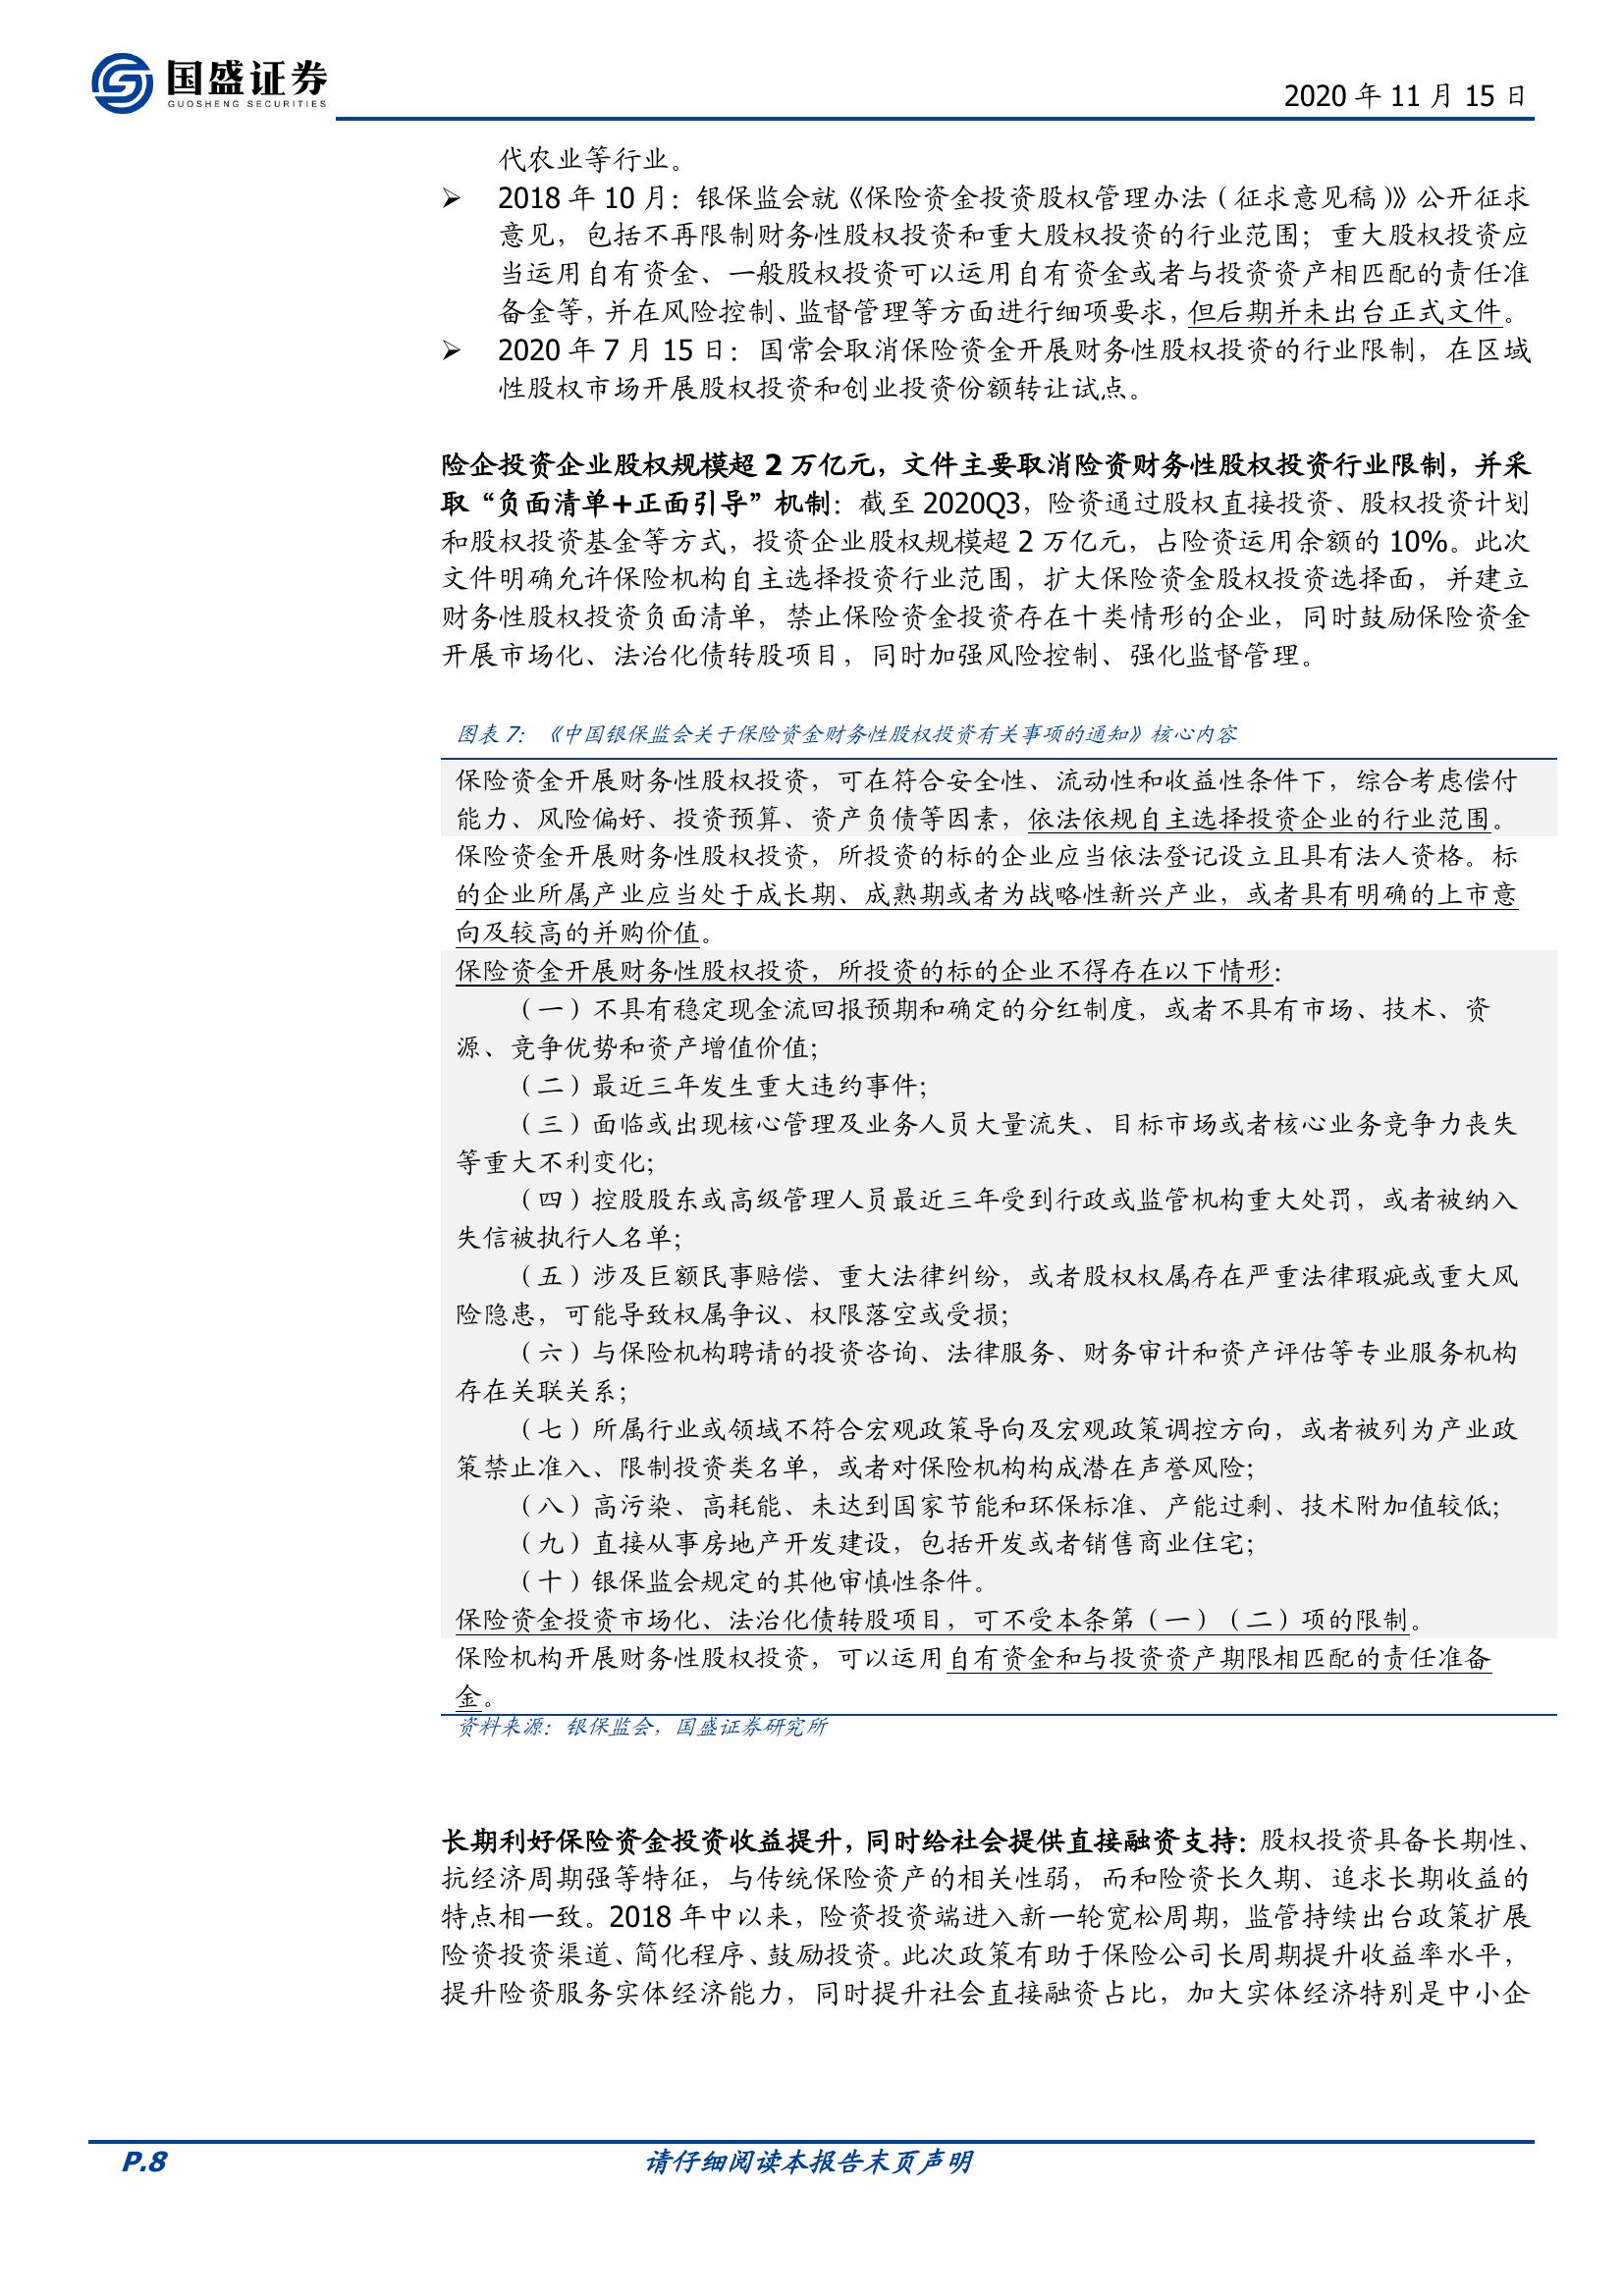 国盛证券
GUOSHENG SECURITIES
2020 年 11 月 15 日
代农业等行业。
➢ 2018 年 10 月：银保监会就《保险资金投资股权管理办法（征求意见稿）》公开征求
意见，包括不再限制财务性股权投资和重大股权投资的行业范围；重大股权投资应
当运用自有资金、一般股权投资可以运用自有资金或者与投资资产相匹配的责任准
备金等，并在风险控制、监督管理等方面进行细项要求，但后期并未出台正式文件。
➢ 2020 年 7 月 15 日：国常会取消保险资金开展财务性股权投资的行业限制，在区域
性股权市场开展股权投资和创业投资份额转让试点。
险企投资企业股权规模超 2 万亿元，文件主要取消险资财务性股权投资行业限制，并采
取“负面清单+正面引导”机制：截至 2020Q3，险资通过股权直接投资、股权投资计划
和股权投资基金等方式，投资企业股权规模超 2 万亿元，占险资运用余额的 10%。此次
文件明确允许保险机构自主选择投资行业范围，扩大保险资金股权投资选择面，并建立
财务性股权投资负面清单，禁止保险资金投资存在十类情形的企业，同时鼓励保险资金
开展市场化、法治化债转股项目，同时加强风险控制、强化监督管理。
图表 7：《中国银保监会关于保险资金财务性股权投资有关事项的通知》核心内容
保险资金开展财务性股权投资，可在符合安全性、流动性和收益性条件下，综合考虑偿付
能力、风险偏好、投资预算、资产负债等因素，依法依规自主选择投资企业的行业范围。
保险资金开展财务性股权投资，所投资的标的企业应当依法登记设立且具有法人资格。标
的企业所属产业应当处于成长期、成熟期或者为战略性新兴产业，或者具有明确的上市意
向及较高的并购价值。
保险资金开展财务性股权投资，所投资的标的企业不得存在以下情形：
（一）不具有稳定现金流回报预期和确定的分红制度，或者不具有市场、技术、资
源、竞争优势和资产增值价值；
（二）最近三年发生重大违约事件；
（三）面临或出现核心管理及业务人员大量流失、目标市场或者核心业务竞争力丧失
等重大不利变化；
（四）控股股东或高级管理人员最近三年受到行政或监管机构重大处罚，或者被纳入
失信被执行人名单；
（五）涉及巨额民事赔偿、重大法律纠纷，或者股权权属存在严重法律瑕疵或重大风
险隐患，可能导致权属争议、权限落空或受损；
（六）与保险机构聘请的投资咨询、法律服务、财务审计和资产评估等专业服务机构
存在关联关系；
（七）所属行业或领域不符合宏观政策导向及宏观政策调控方向，或者被列为产业政
策禁止准入、限制投资类名单，或者对保险机构构成潜在声誉风险；
（八）高污染、高耗能、未达到国家节能和环保标准、产能过剩、技术附加值较低；
（九）直接从事房地产开发建设，包括开发或者销售商业住宅；
（十）银保监会规定的其他审慎性条件。
保险资金投资市场化、法治化债转股项目，可不受本条第（一）（二）项的限制。
保险机构开展财务性股权投资，可以运用自有资金和与投资资产期限相匹配的责任准备
金。
资料来源：银保监会，国盛证券研究所
长期利好保险资金投资收益提升，同时给社会提供直接融资支持：股权投资具备长期性、
抗经济周期强等特征，与传统保险资产的相关性弱，而和险资长久期、追求长期收益的
特点相一致。2018 年中以来，险资投资端进入新一轮宽松周期，监管持续出台政策扩展
险资投资渠道、简化程序、鼓励投资。此次政策有助于保险公司长周期提升收益率水平，
提升险资服务实体经济能力，同时提升社会直接融资占比，加大实体经济特别是中小企
P.8
请仔细阅读本报告末页声明